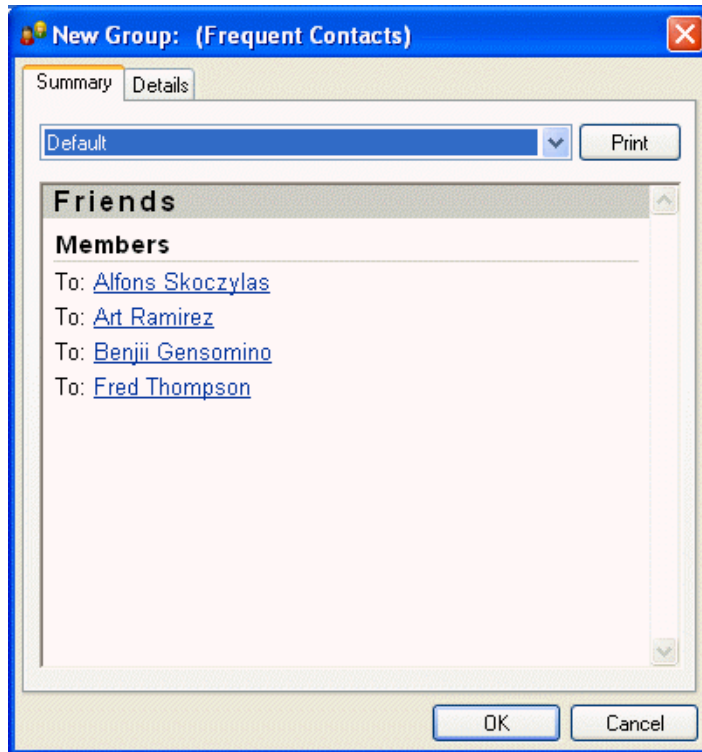 New Group: (Frequent Contacts)
Summary Details
Default Print
Friends
Members
To: Alfons Skoczylas
To: Art Ramirez
To: Benjii Gensomino
To: Fred Thompson
OK Cancel